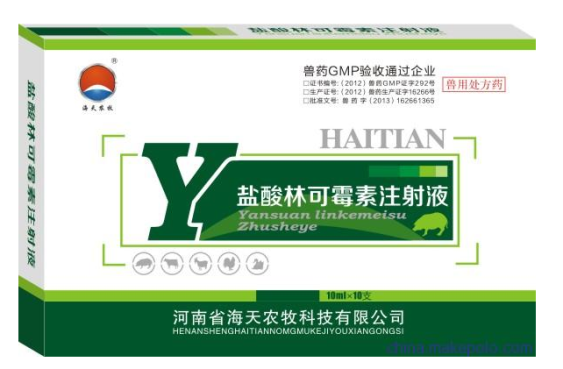 盐酸林可霉素注射液
海天农牧
®
兽药GMP验收通过企业
□证书编号:(2012)兽药GMP证字292号
□生产证号:(2012)兽药生产证字16266号
□批准文号:兽药字(2013)162661365
兽用处方药
HAITIAN
Y
盐酸林可霉素注射液
Yansuan linkemeisu
Zhusheye
盐酸林可霉素注射液
10ml×10支
河南省海天农牧科技有限公司
HENANSHENGHAITIANNOMGMUKEJIYOUXIANGONGSI
china.makepolo.com